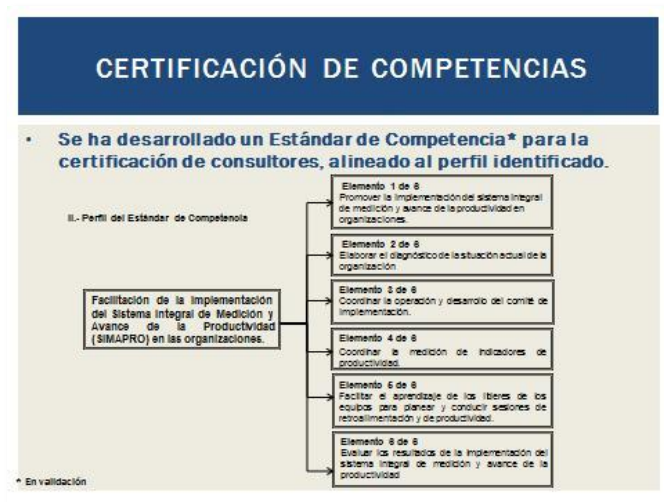 CERTIFICACIÓN DE COMPETENCIAS
• Se ha desarrollado un Estándar de Competencia* para la
certificación de consultores, alineado al perfil identificado.
II.- Perfil del Estándar de Competencia
Facilitación de la Implementación
del Sistema Integral de Medición y
Avance de la Productividad
(SIMAPRO) en las organizaciones.
Elemento 1 de 6
Promover la implementación del sistema integral
de medición y avance de la productividad en
organizaciones.
Elemento 2 de 6
Elaborar el diagnóstico de la situación actual de la
organización
Elemento 3 de 6
Coordinar la operación y desarrollo del comité de
implementación.
Elemento 4 de 6
Coordinar la medición de indicadores de
productividad.
Elemento 5 de 6
Facilitar el aprendizaje de los líderes de los
equipos para planear y conducir sesiones de
retroalimentación y de productividad.
Elemento 6 de 6
Evaluar los resultados de la implementación del
sistema integral de medición y avance de la
productividad
* En validación